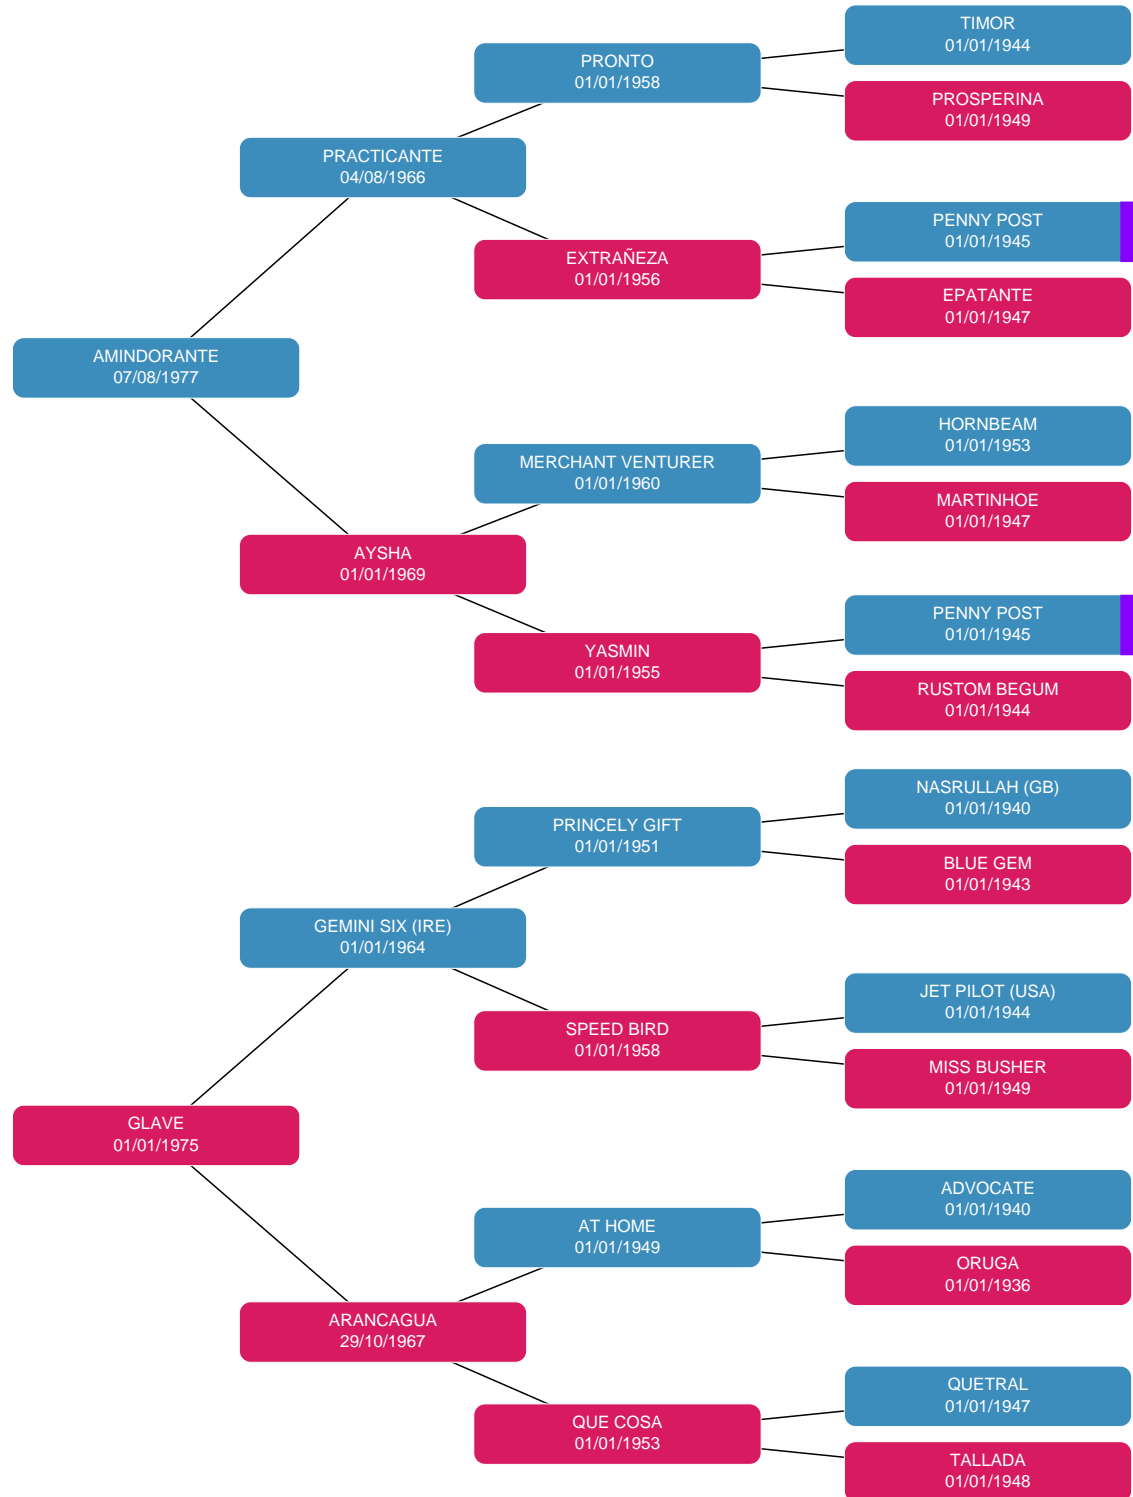 TIMOR
01/01/1944
PRONTO
01/01/1958
PROSPERINA
01/01/1949
PRACTICANTE
04/08/1966
PENNY POST
01/01/1945
EXTRAÑEZA
01/01/1956
EPATANTE
01/01/1947
AMINDORANTE
07/08/1977
HORNBEAM
01/01/1953
MERCHANT VENTURER
01/01/1960
MARTINHOE
01/01/1947
AYSHA
01/01/1969
PENNY POST
01/01/1945
YASMIN
01/01/1955
RUSTOM BEGUM
01/01/1944
NASRULLAH (GB)
01/01/1940
PRINCELY GIFT
01/01/1951
BLUE GEM
01/01/1943
GEMINI SIX (IRE)
01/01/1964
JET PILOT (USA)
01/01/1944
SPEED BIRD
01/01/1958
MISS BUSHER
01/01/1949
GLAVE
01/01/1975
ADVOCATE
01/01/1940
AT HOME
01/01/1949
ORUGA
01/01/1936
ARANCAGUA
29/10/1967
QUETRAL
01/01/1947
QUE COSA
01/01/1953
TALLADA
01/01/1948